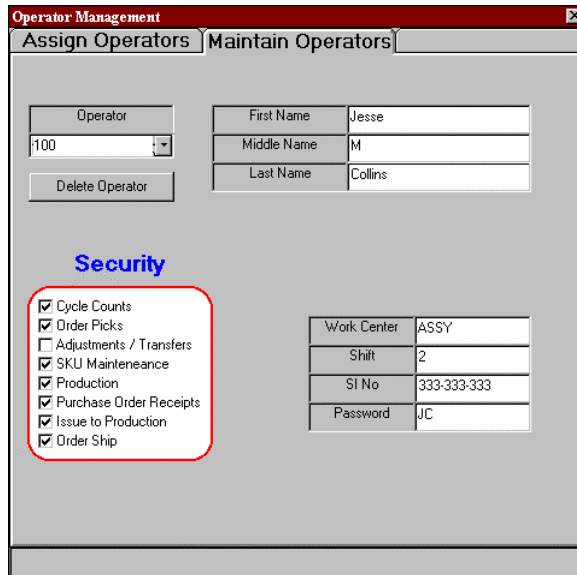 Operator Management
Assign Operators Maintain Operators
Operator
100
Delete Operator
First Name Jesse
Middle Name M
Last Name Collins
Security
Cycle Counts
Order Picks
Adjustments / Transfers
SKU Mainteneance
Production
Purchase Order Receipts
Issue to Production
Order Ship
Work Center ASSY
Shift 2
SI No 333-333-333
Password JC